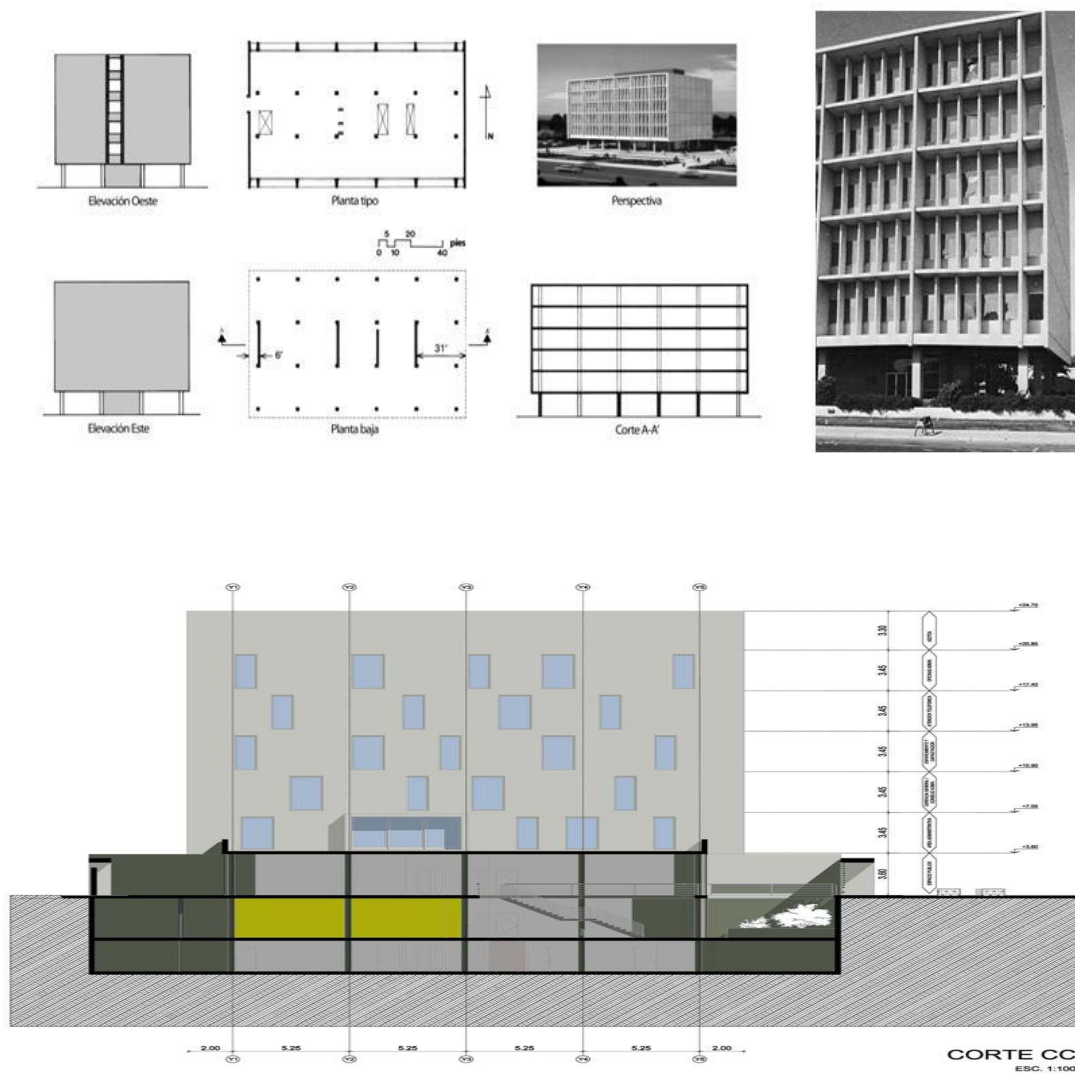 Elevación Oeste
Planta tipo
N
Perspectiva
5 20
pies
0 10 40
Elevación Este
6'
31'
Planta baja
Corte A-A'
Y1 Y2 Y3 Y4 Y5
+24.70
3.30
+20.85
3.45
+17.40
3.45
+13.95
3.45
+10.50
3.45
+7.05
3.45
+3.60
3.60
2.00 5.25 5.25 5.25 5.25 2.00
Y1 Y2 Y3 Y4 Y5
CORTE CC
ESC. 1:100